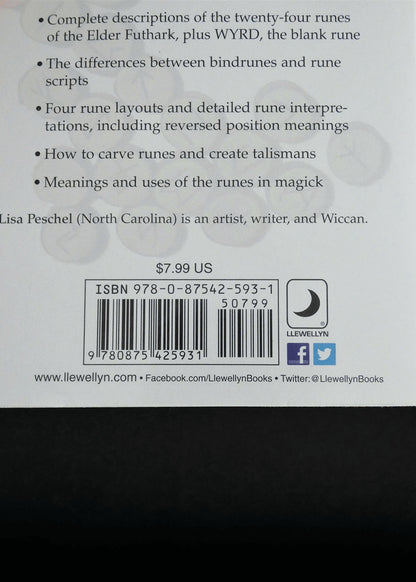 • Complete descriptions of the twenty-four runes
of the Elder Futhark, plus WYRD, the blank rune
• The differences between bindrunes and rune
scripts
• Four rune layouts and detailed rune interpre-
tations, including reversed position meanings
• How to carve runes and create talismans
• Meanings and uses of the runes in magick
Lisa Peschel (North Carolina) is an artist, writer, and Wiccan.
$7.99 US
ISBN 978-0-87542-593-1
50799
9 780875 425931
LLEWELLYN
www.llewellyn.com • Facebook.com/LlewellynBooks • Twitter: @LlewellynBooks